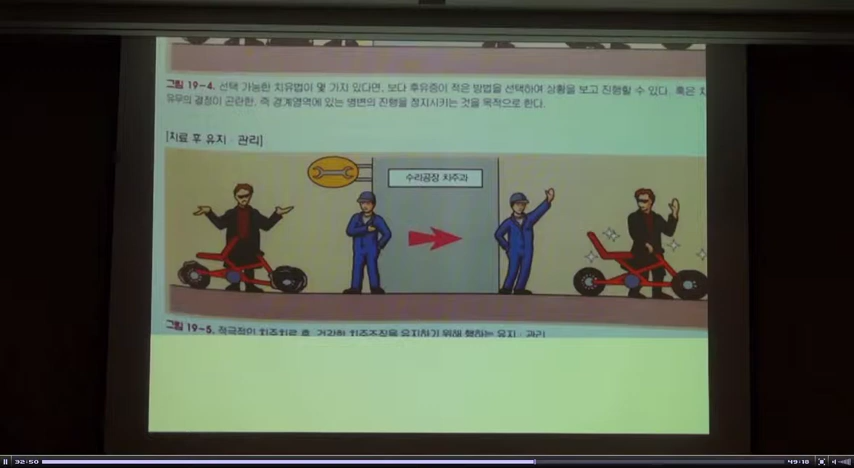 그림 19-4. 선택 가능한 치유법이 몇 가지 있다면, 보다 후유증이 적은 방법을 선택하여 상황을 보고 진행할 수 있다. 혹은 치
유무의 결정이 곤란한, 즉 경계영역에 있는 병변의 진행을 정지시키는 것을 목적으로 한다.
[치료 후 유지 · 관리]
수리공장 치주과
그림 19-5. 적극적인 치주치료 후, 건강한 치주조직을 유지하기 위해 행하는 유지 · 관리
32:50
49:18